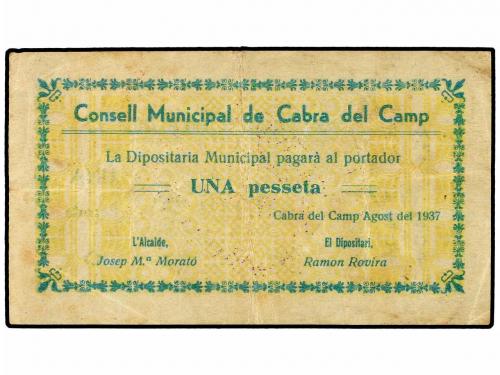 Consell Municipal de Cabra del Camp
La Dipositaria Municipal pagarà al portador
UNA pesseta
Cabra del Camp Agost del 1937
L'Alcalde, El Dipositari,
Josep M.ª Morató Ramon Rovira